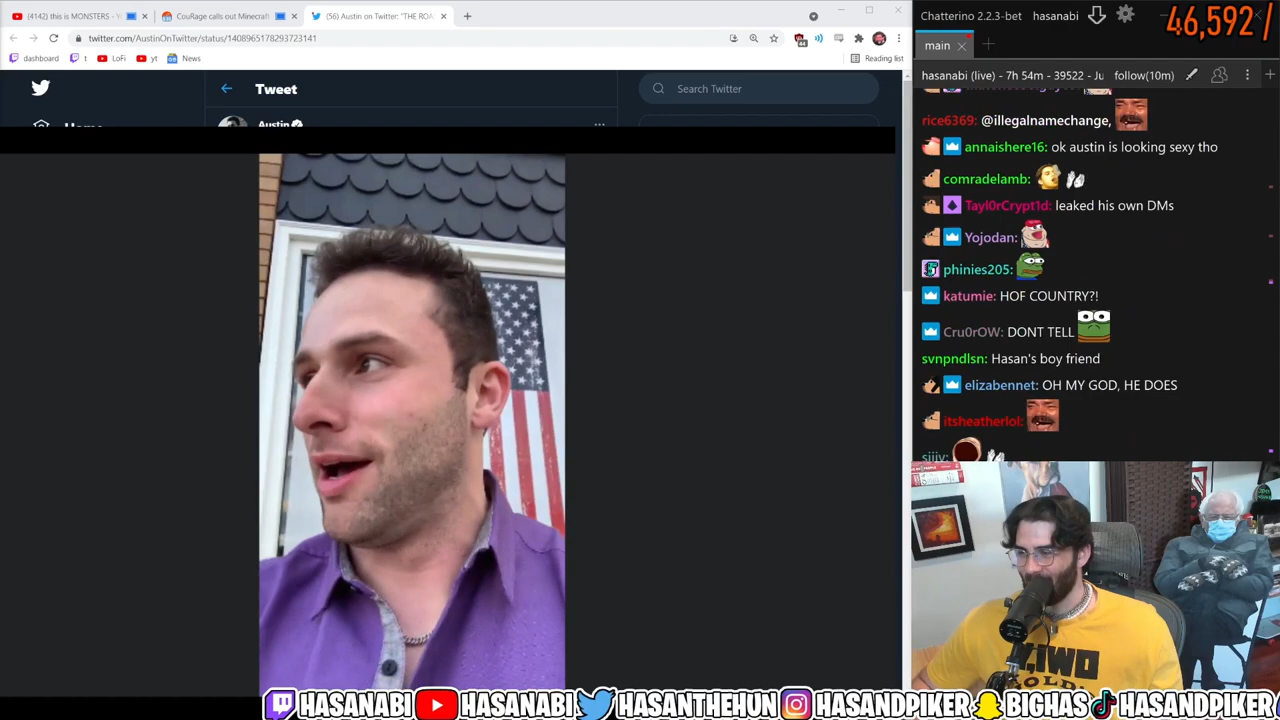 (4142) this is MONSTERS - Y
CouRage calls out Minecraft
(56) Austin on Twitter: "THE ROA
twitter.com/AustinOnTwitter/status/1408965178293723141
dashboard
t
LoFi
yt
News
Reading list
Tweet
Search Twitter
Home
Austin
Chatterino 2.2.3-bet
hasanabi
46,592 /
main
hasanabi (live) - 7h 54m - 39522 - Ju
follow(10m)
rice6369: @illegalnamechange,
annaishere16: ok austin is looking sexy tho
comradelamb:
Tayl0rCrypt1d: leaked his own DMs
Yojodan:
phinies205:
katumie: HOF COUNTRY?!
Cru0rOW: DONT TELL
svnpndlsn: Hasan's boy friend
elizabennet: OH MY GOD, HE DOES
itsheatherlol:
HASANABI
HASANABI
HASANTHEHUN
HASANDPIKER
BIGHAS
HASANDPIKER